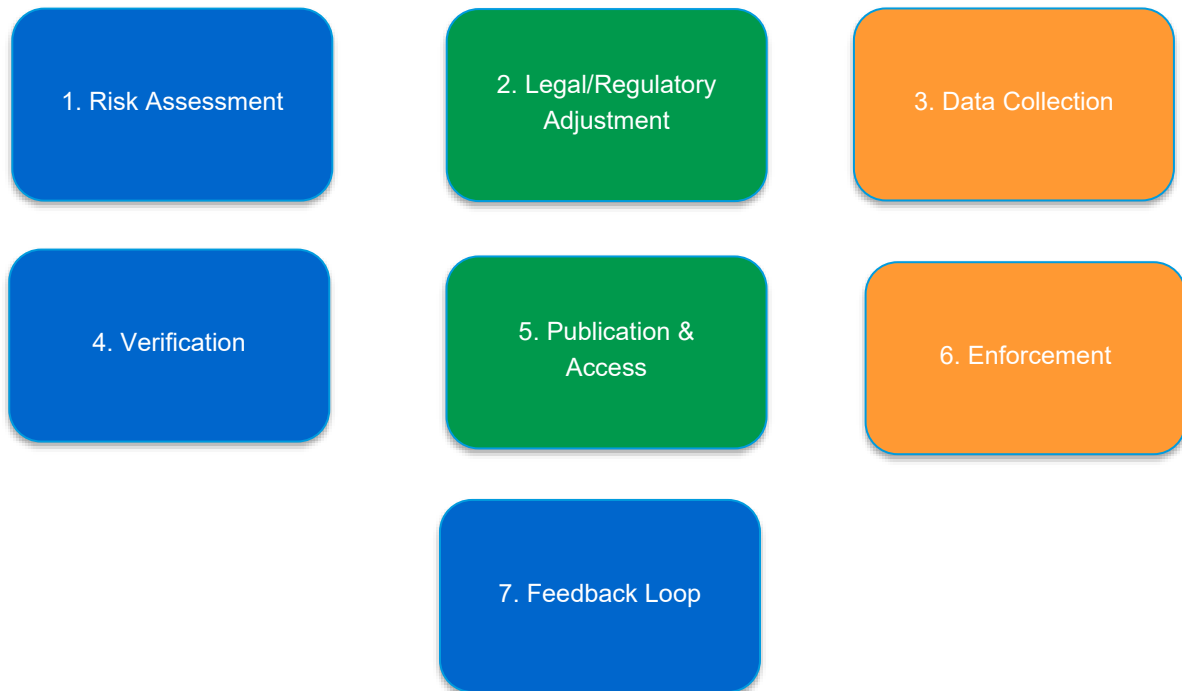 1. Risk Assessment
2. Legal/Regulatory
Adjustment
3. Data Collection
4. Verification
5. Publication &
Access
6. Enforcement
7. Feedback Loop